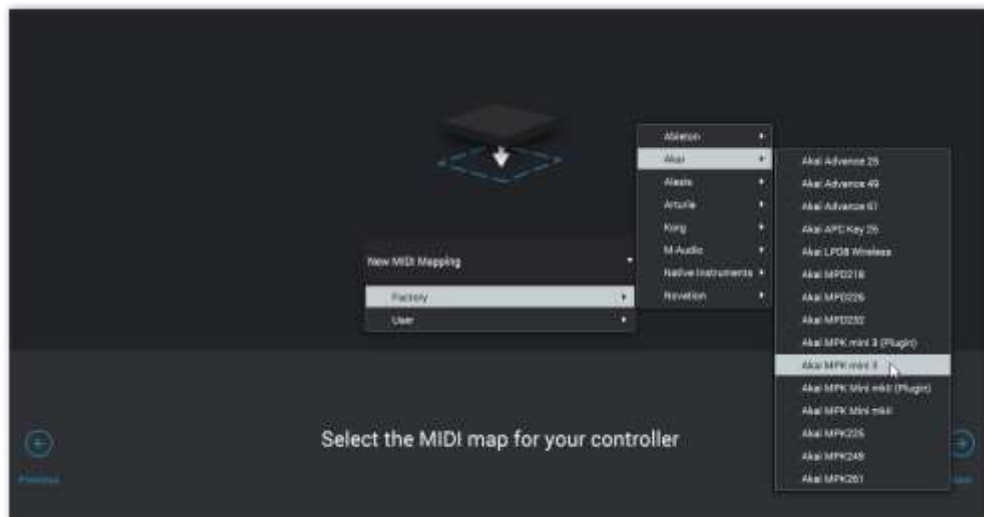 Ableton
Akai
Alesis
Arturia
Korg
M-Audio
Native Instruments
Novation
Akai Advance 25
Akai Advance 49
Akai Advance 61
Akai APC Key 25
Akai LPD8 Wireless
Akai MPD218
Akai MPD226
Akai MPD232
Akai MPK mini 3 (Plugin)
Akai MPK mini 3
Akai MPK Mini mkII (Plugin)
Akai MPK Mini mkII
Akai MPK225
Akai MPK249
Akai MPK261
New MIDI Mapping
Factory
User
Select the MIDI map for your controller
Previous